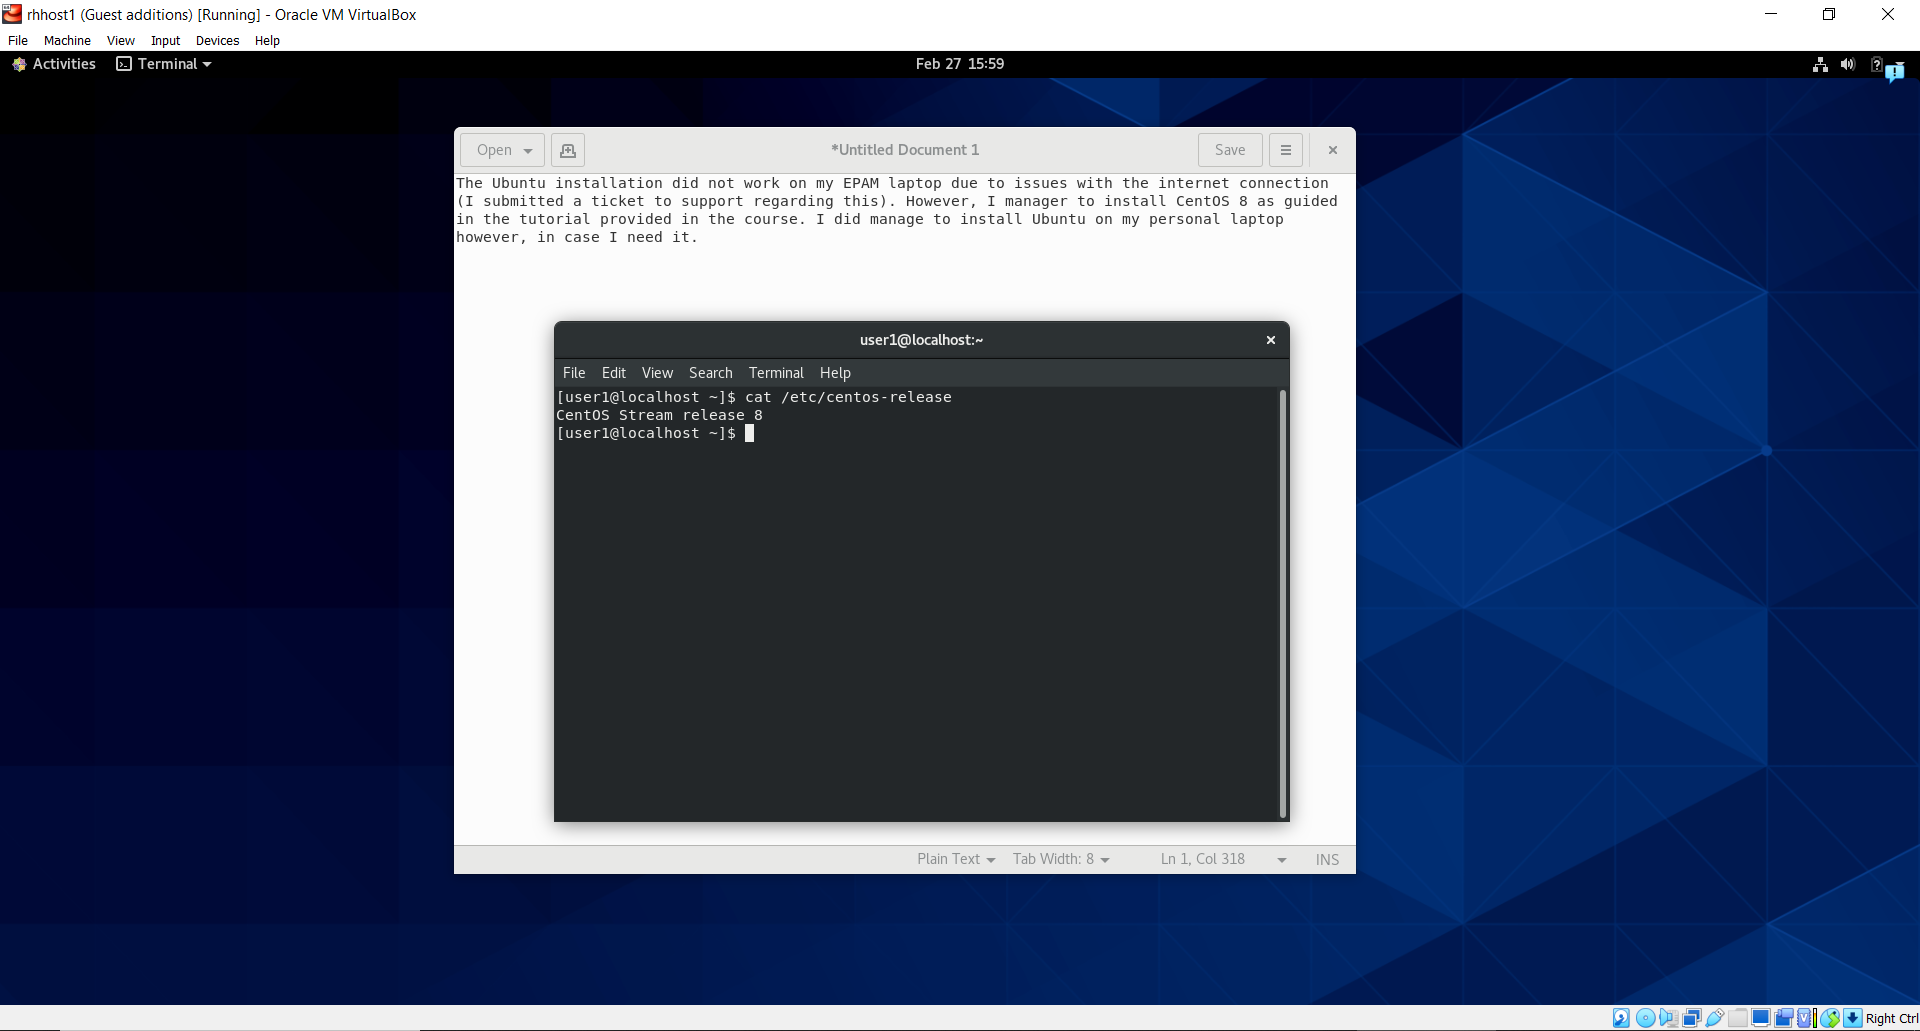 rhhost1 (Guest additions) [Running] - Oracle VM VirtualBox
File Machine View Input Devices Help
Activities Terminal Feb 27 15:59
Open *Untitled Document 1 Save
The Ubuntu installation did not work on my EPAM laptop due to issues with the internet connection
(I submitted a ticket to support regarding this). However, I manager to install CentOS 8 as guided
in the tutorial provided in the course. I did manage to install Ubuntu on my personal laptop
however, in case I need it.
user1@localhost:~
File Edit View Search Terminal Help
[user1@localhost ~]$ cat /etc/centos-release
CentOS Stream release 8
[user1@localhost ~]$
Plain Text Tab Width: 8 Ln 1, Col 318 INS
Right Ctrl